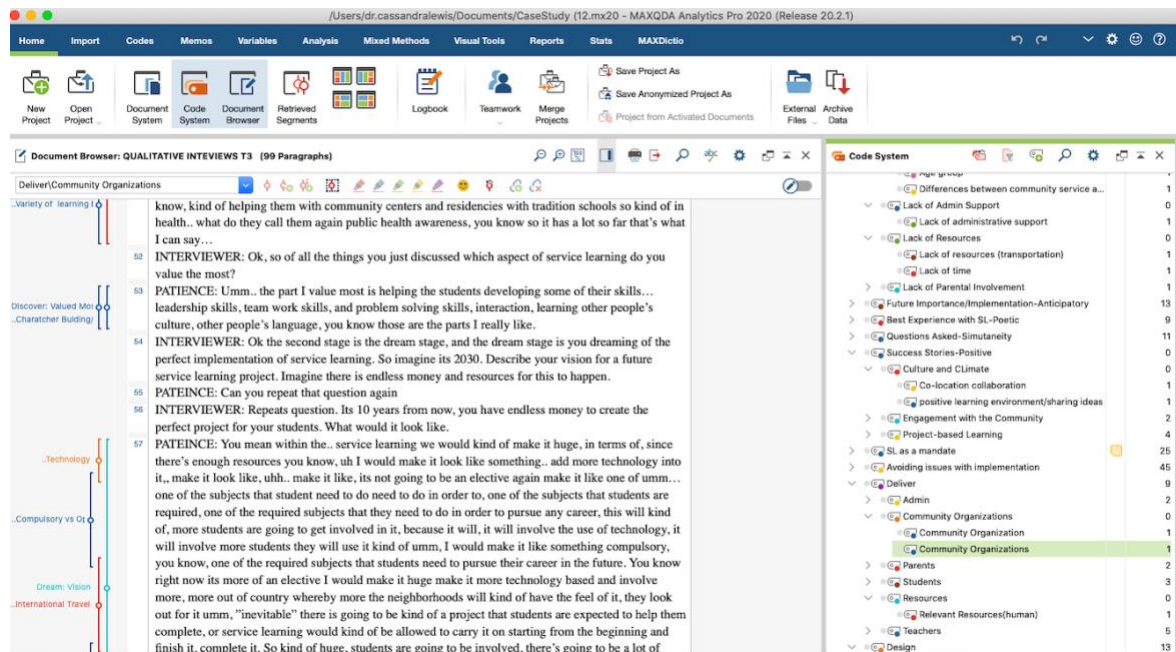 /Users/dr.cassandralewis/Documents/CaseStudy (12.mx20 - MAXQDA Analytics Pro 2020 (Release 20.2.1)
Home Import Codes Memos Variables Analysis Mixed Methods Visual Tools Reports Stats MAXDictio
New Project
Open Project
Document System
Code System
Document Browser
Retrieved Segments
Logbook
Teamwork
Merge Projects
Save Project As
Save Anonymized Project As
Project from Activated Documents
External Files
Archive Data
Document Browser: QUALITATIVE INTEVIEWS T3 (99 Paragraphs)
Deliver\Community Organizations
..Variety of learning
know, kind of helping them with community centers and residencies with tradition schools so kind of in
health.. what do they call them again public health awareness, you know so it has a lot so far that's what
I can say…
52 INTERVIEWER: Ok, so of all the things you just discussed which aspect of service learning do you
value the most?
53 PATIENCE: Umm.. the part I value most is helping the students developing some of their skills…
Discover: Valued Mos
leadership skills, team work skills, and problem solving skills, interaction, learning other people's
..Charatcher Bulding/
culture, other people's language, you know those are the parts I really like.
54 INTERVIEWER: Ok the second stage is the dream stage, and the dream stage is you dreaming of the
perfect implementation of service learning. So imagine its 2030. Describe your vision for a future
service learning project. Imagine there is endless money and resources for this to happen.
55 PATEINCE: Can you repeat that question again
56 INTERVIEWER: Repeats question. Its 10 years from now, you have endless money to create the
perfect project for your students. What would it look like.
57 PATEINCE: You mean within the.. service learning we would kind of make it huge, in terms of, since
..Technology
there's enough resources you know, uh I would make it look like something.. add more technology into
it,, make it look like, uhh.. make it like, its not going to be an elective again make it like one of umm…
one of the subjects that student need to do need to do in order to, one of the subjects that students are
required, one of the required subjects that they need to do in order to pursue any career, this will kind
..Compulsory vs Op
of, more students are going to get involved in it, because it will, it will involve the use of technology, it
will involve more students they will use it kind of umm, I would make it like something compulsory,
you know, one of the required subjects that students need to pursue their career in the future. You know
Dream: Vision
right now its more of an elective I would make it huge make it more technology based and involve
..International Travel
more, more out of country whereby more the neighborhoods will kind of have the feel of it, they look
out for it umm, "inevitable" there is going to be kind of a project that students are expected to help them
complete, or service learning would kind of be allowed to carry it on starting from the beginning and
finish it, complete it. So kind of huge, students are going to be involved, there's going to be a lot of
Code System
Age group 1
Differences between community service a... 1
Lack of Admin Support 0
Lack of administrative support 1
Lack of Resources 0
Lack of resources (transportation) 1
Lack of time 1
Lack of Parental Involvement 1
Future Importance/Implementation-Anticipatory 13
Best Experience with SL-Poetic 9
Questions Asked-Simutaneity 11
Success Stories-Positive 0
Culture and CLimate 0
Co-location collaboration 1
positive learning environment/sharing ideas 1
Engagement with the Community 2
Project-based Learning 4
SL as a mandate 25
Avoiding issues with implementation 45
Deliver 9
Admin 2
Community Organizations 0
Community Organization 1
Community Organizations 1
Parents 2
Students 3
Resources 0
Relevant Resources(human) 1
Teachers 5
Design 13